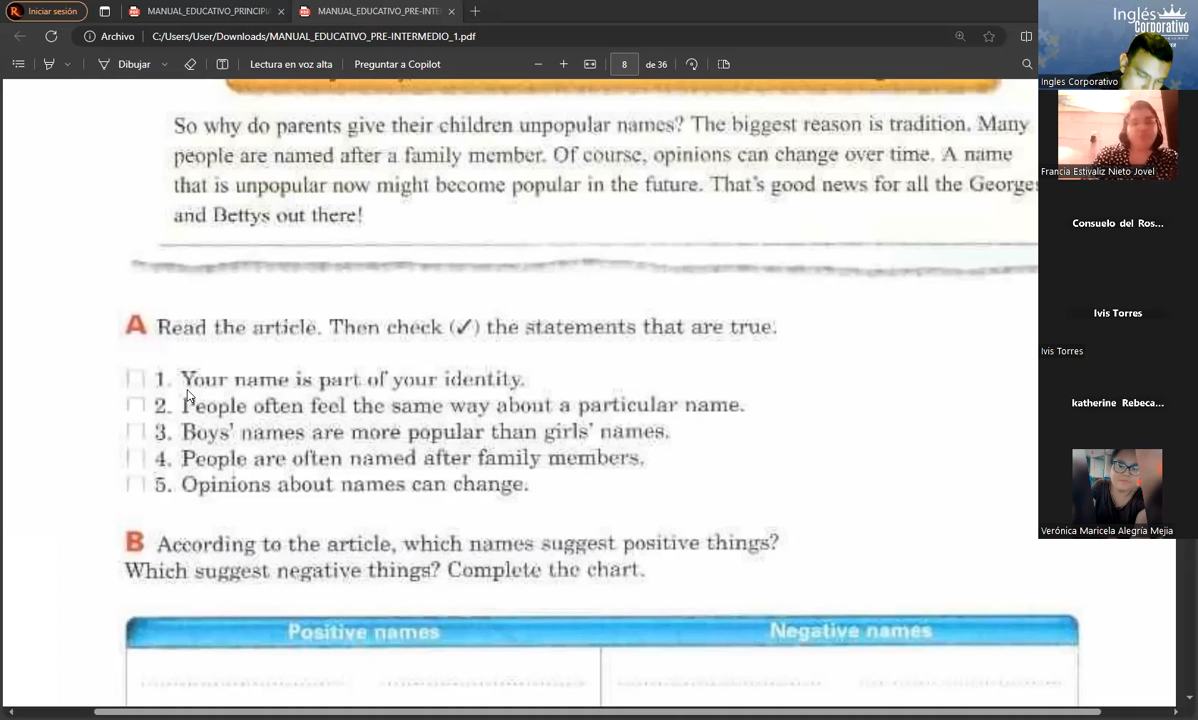 Iniciar sesión
MANUAL_EDUCATIVO_PRINCIPI
MANUAL_EDUCATIVO_PRE-INTER
Archivo
C:/Users/User/Downloads/MANUAL_EDUCATIVO_PRE-INTERMEDIO_1.pdf
Dibujar
Lectura en voz alta
Preguntar a Copilot
8
de 36
So why do parents give their children unpopular names? The biggest reason is tradition. Many
people are named after a family member. Of course, opinions can change over time. A name
that is unpopular now might become popular in the future. That's good news for all the Georges
and Bettys out there!
A Read the article. Then check (✓) the statements that are true.
1. Your name is part of your identity.
2. People often feel the same way about a particular name.
3. Boys' names are more popular than girls' names.
4. People are often named after family members.
5. Opinions about names can change.
B According to the article, which names suggest positive things?
Which suggest negative things? Complete the chart.
Positive names
Negative names
Inglés
Corporativo
Ingles Corporativo
Francia Estivaliz Nieto Jovel
Consuelo del Ros...
Ivis Torres
Ivis Torres
katherine Rebeca...
Verónica Maricela Alegría Mejia